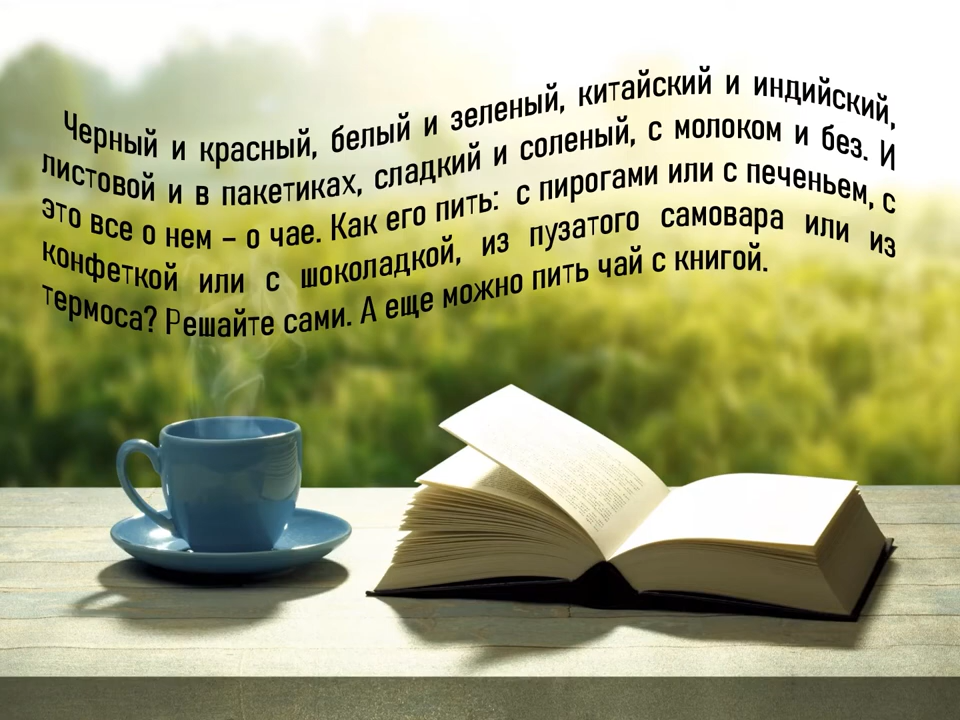 Черный и красный, белый и зеленый, китайский и индийский,
листовой и в пакетиках, сладкий и соленый, с молоком и без. И
это все о нем – о чае. Как его пить: с пирогами или с печеньем, с
конфеткой или с шоколадкой, из пузатого самовара или из
термоса? Решайте сами. А еще можно пить чай с книгой.